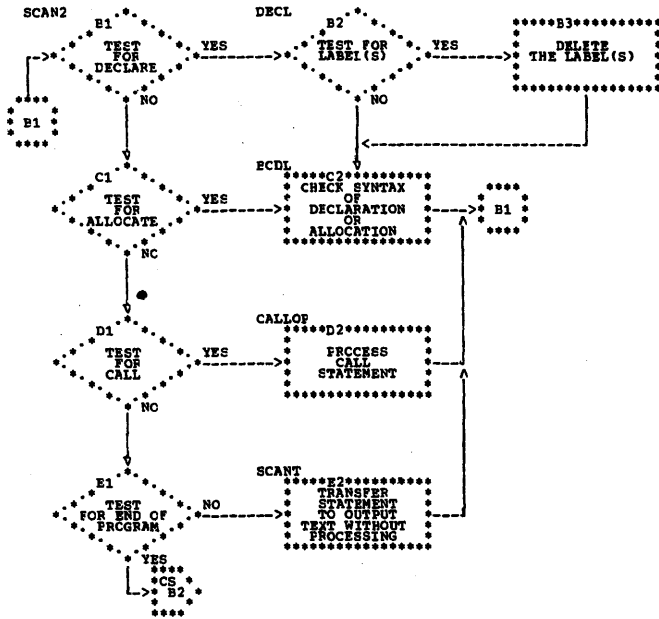 SCAN2
DECL
B1
TEST
FOR
DECLARE
YES
B2
TEST FOR
LABEL(S)
YES
B3
DELETE
THE LABEL(S)
NO
NO
B1
ECDL
C1
TEST
FOR
ALLOCATE
YES
C2
CHECK SYNTAX
OF
DECLARATION
OR
ALLOCATION
B1
NC
CALLOP
D1
TEST
FOR
CALL
YES
D2
PRCCESS
CALL
STATEMENT
NO
SCANT
E1
TEST
FOR END OF
PROGRAM
NO
E2
TRANSFER
STATEMENT
TO OUTPUT
TEXT WITHOUT
PROCESSING
YES
CS
B2